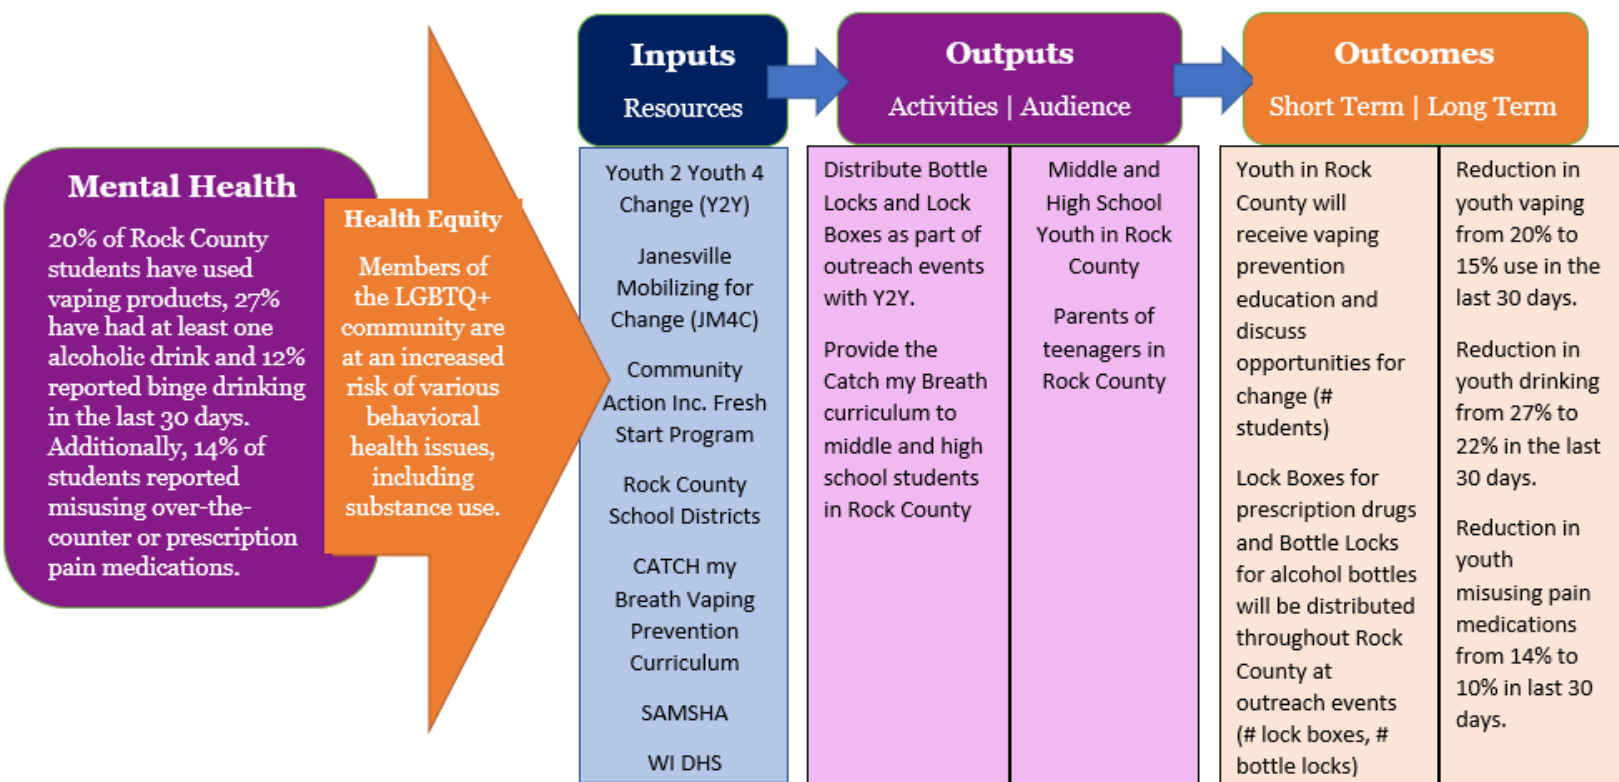 Mental Health
20% of Rock County
students have used
vaping products, 27%
have had at least one
alcoholic drink and 12%
reported binge drinking
in the last 30 days.
Additionally, 14% of
students reported
misusing over-the-
counter or prescription
pain medications.
Health Equity
Members of
the LGBTQ+
community are
at an increased
risk of various
behavioral
health issues,
including
substance use.
Inputs
Resources
Youth 2 Youth 4
Change (Y2Y)
Janesville
Mobilizing for
Change (JM4C)
Community
Action Inc. Fresh
Start Program
Rock County
School Districts
CATCH my
Breath Vaping
Prevention
Curriculum
SAMSHA
WI DHS
Outputs
Activities | Audience
Distribute Bottle
Locks and Lock
Boxes as part of
outreach events
with Y2Y.
Provide the
Catch my Breath
curriculum to
middle and high
school students
in Rock County
Middle and
High School
Youth in Rock
County
Parents of
teenagers in
Rock County
Outcomes
Short Term | Long Term
Youth in Rock
County will
receive vaping
prevention
education and
discuss
opportunities for
change (#
students)
Lock Boxes for
prescription drugs
and Bottle Locks
for alcohol bottles
will be distributed
throughout Rock
County at
outreach events
(# lock boxes, #
bottle locks)
Reduction in
youth vaping
from 20% to
15% use in the
last 30 days.
Reduction in
youth drinking
from 27% to
22% in the last
30 days.
Reduction in
youth
misusing pain
medications
from 14% to
10% in last 30
days.